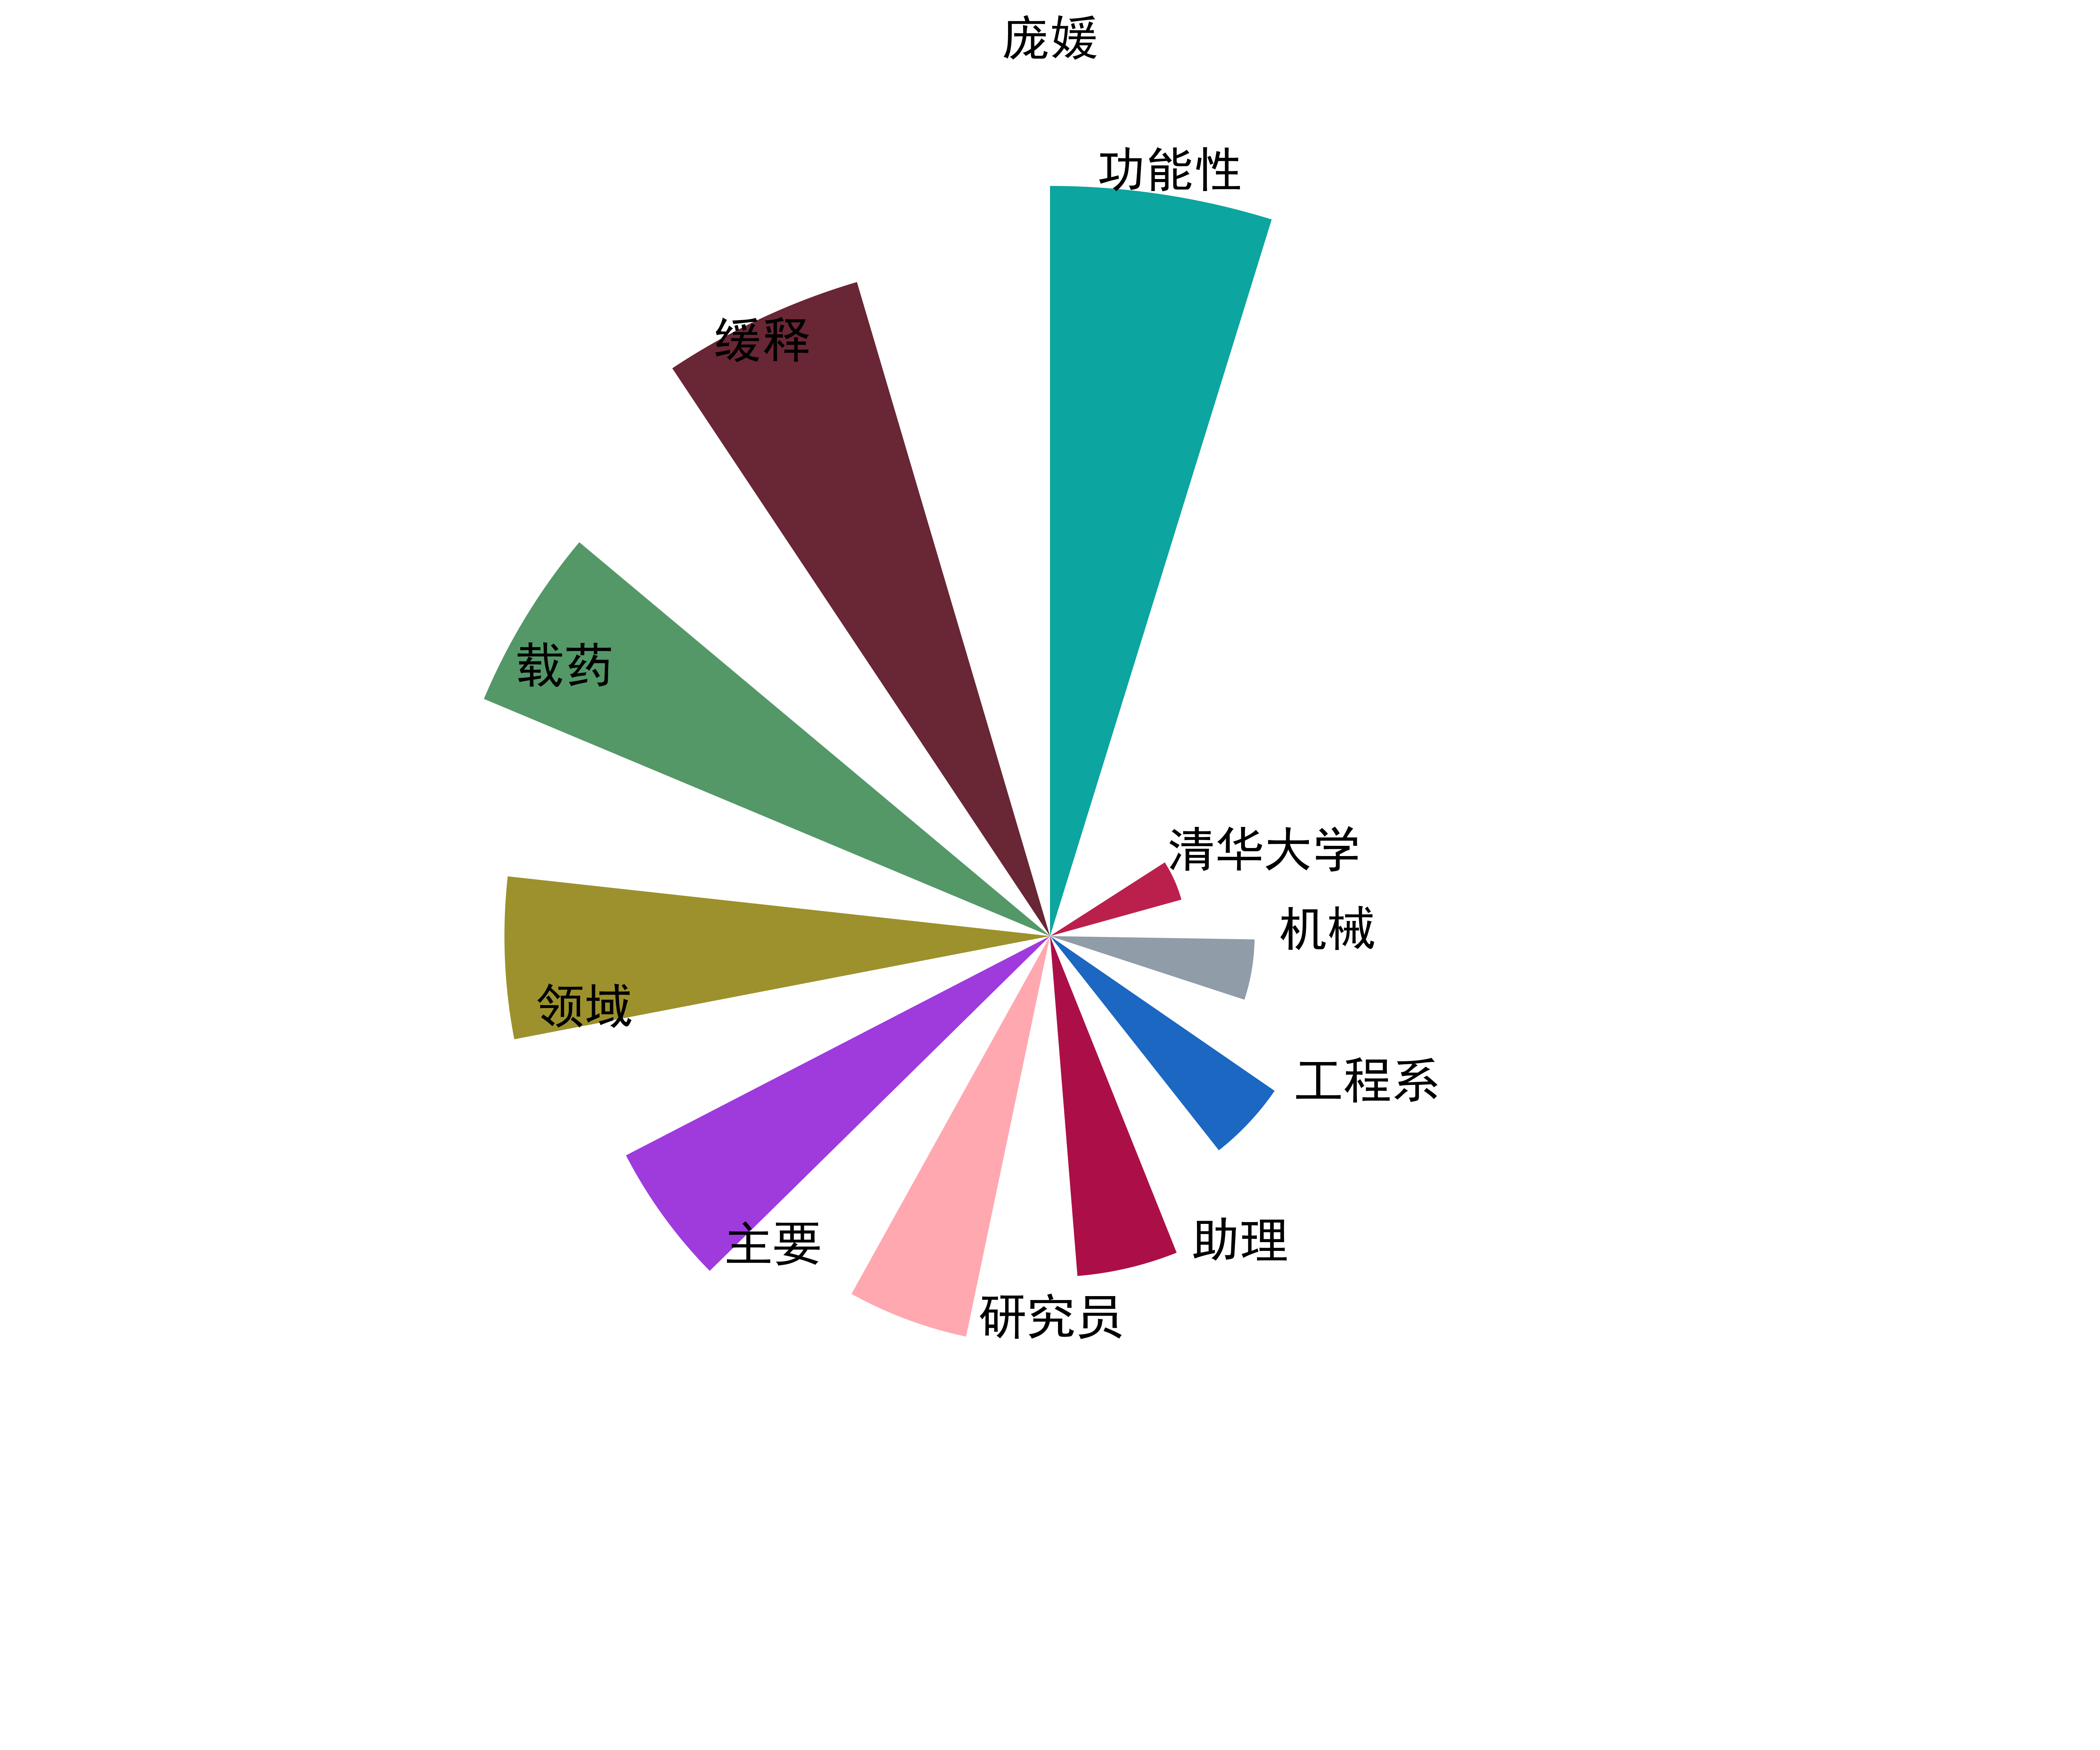 庞媛
功能性
缓释
载药
清华大学
机械
领域
工程系
助理
主要
研究员